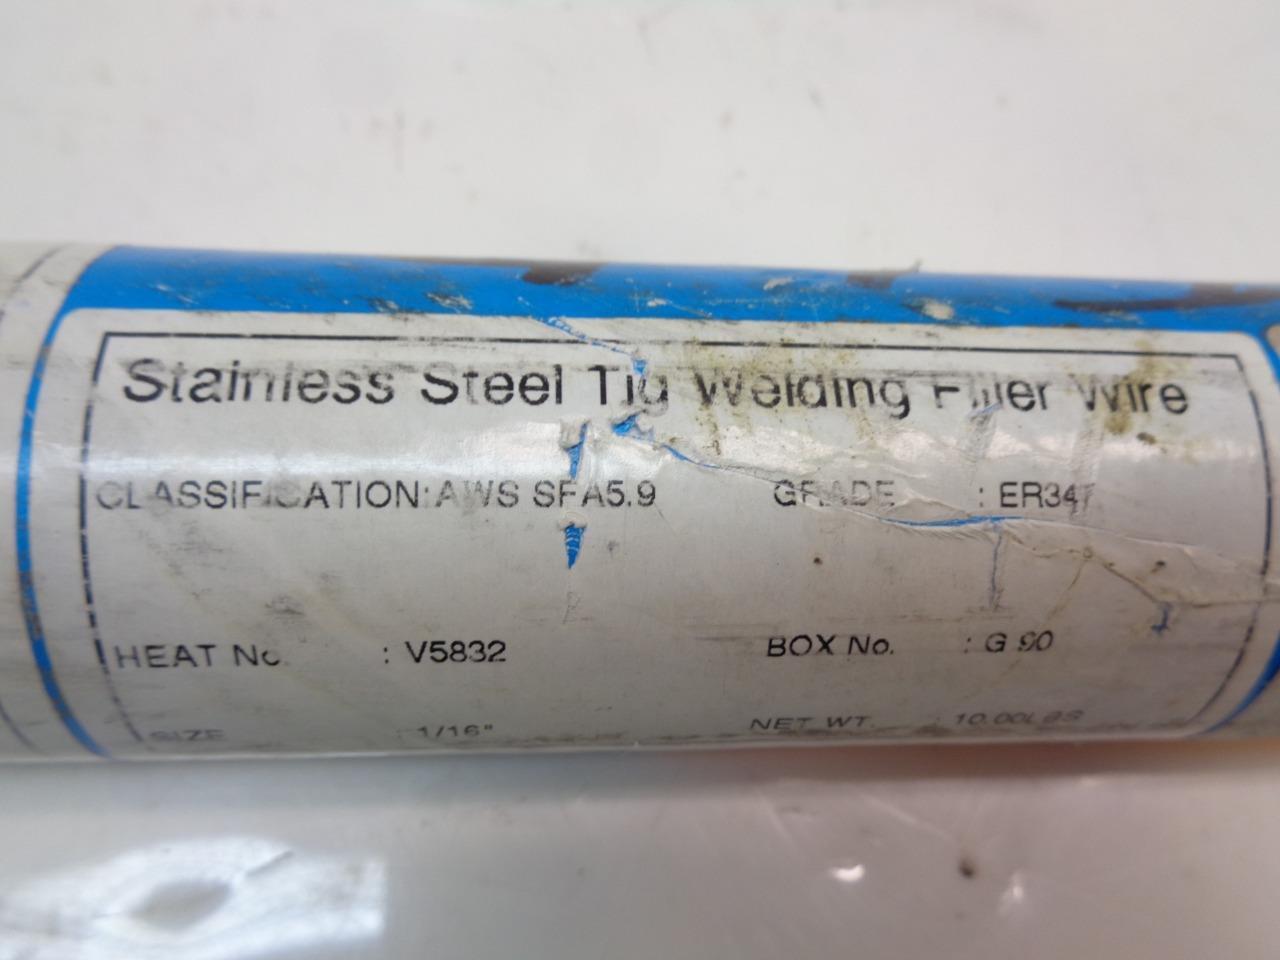 Stainless Steel Tig Welding Filler Wire
CLASSIFICATION: AWS SFA5.9 GRADE : ER347
HEAT No. : V5832 BOX No. : G 90
SIZE : 1/16" NET WT. : 10.00LBS